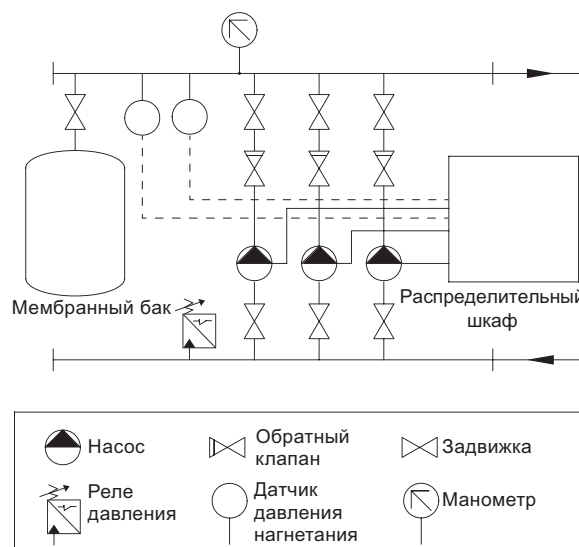 Мембранный бак
Распределительный
шкаф
Насос
Обратный
клапан
Задвижка
Реле
давления
Датчик
давления
нагнетания
Манометр